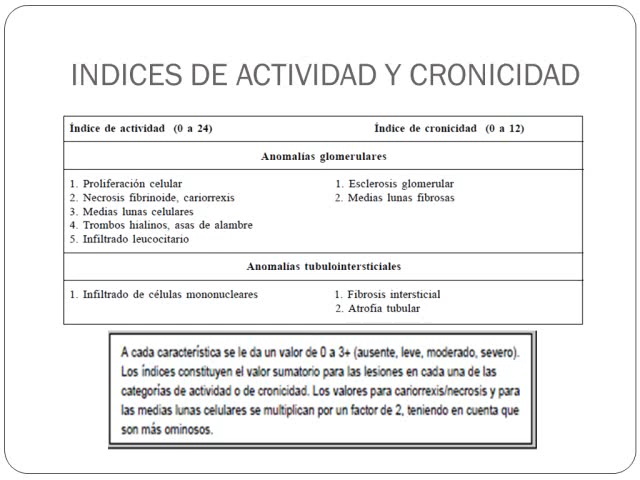 INDICES DE ACTIVIDAD Y CRONICIDAD
Índice de actividad (0 a 24) Índice de cronicidad (0 a 12)
Anomalías glomerulares
1. Proliferación celular 1. Esclerosis glomerular
2. Necrosis fibrinoide, cariorrexis 2. Medias lunas fibrosas
3. Medias lunas celulares
4. Trombos hialinos, asas de alambre
5. Infiltrado leucocitario
Anomalías tubulointersticiales
1. Infiltrado de células mononucleares 1. Fibrosis intersticial
2. Atrofia tubular
A cada característica se le da un valor de 0 a 3+ (ausente, leve, moderado, severo).
Los índices constituyen el valor sumatorio para las lesiones en cada una de las
categorías de actividad o de cronicidad. Los valores para cariorrexis/necrosis y para
las medias lunas celulares se multiplican por un factor de 2, teniendo en cuenta que
son más ominosos.